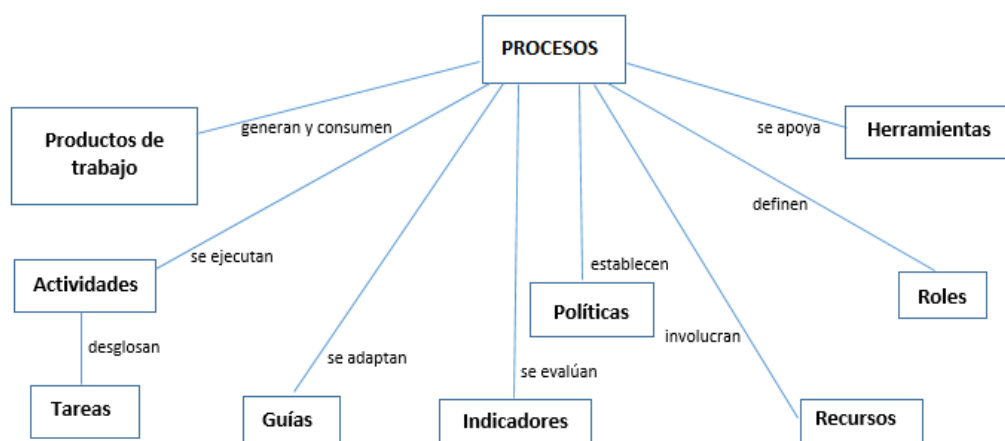 PROCESOS
generan y consumen
se apoya
Herramientas
Productos de
trabajo
definen
se ejecutan
establecen
Actividades
Roles
Políticas
involucran
desglosan
se adaptan
se evalúan
Tareas
Guías
Indicadores
Recursos